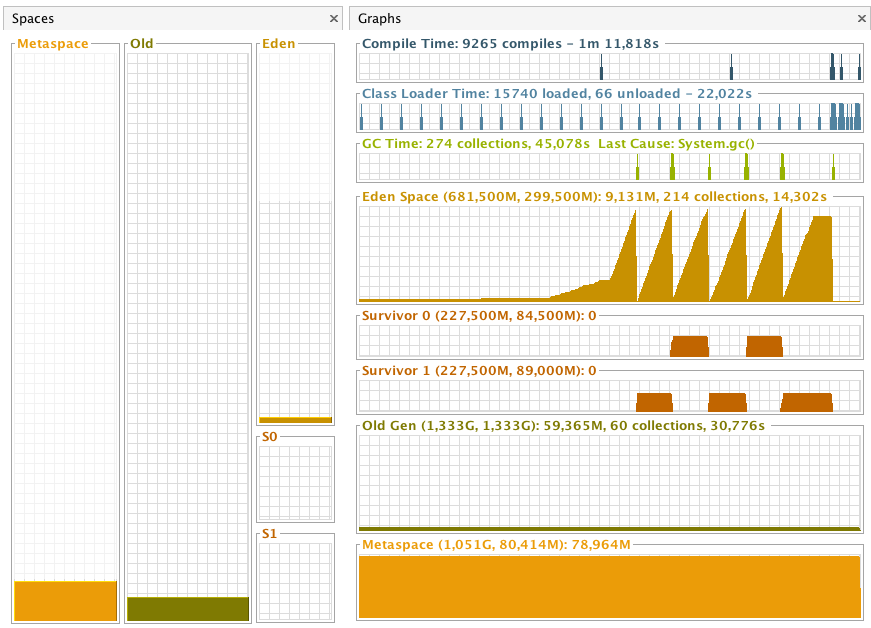 Spaces
Metaspace
Old
Eden
S0
S1
Graphs
Compile Time: 9265 compiles - 1m 11,818s
Class Loader Time: 15740 loaded, 66 unloaded - 22,022s
GC Time: 274 collections, 45,078s Last Cause: System.gc()
Eden Space (681,500M, 299,500M): 9,131M, 214 collections, 14,302s
Survivor 0 (227,500M, 84,500M): 0
Survivor 1 (227,500M, 89,000M): 0
Old Gen (1,333G, 1,333G): 59,365M, 60 collections, 30,776s
Metaspace (1,051G, 80,414M): 78,964M